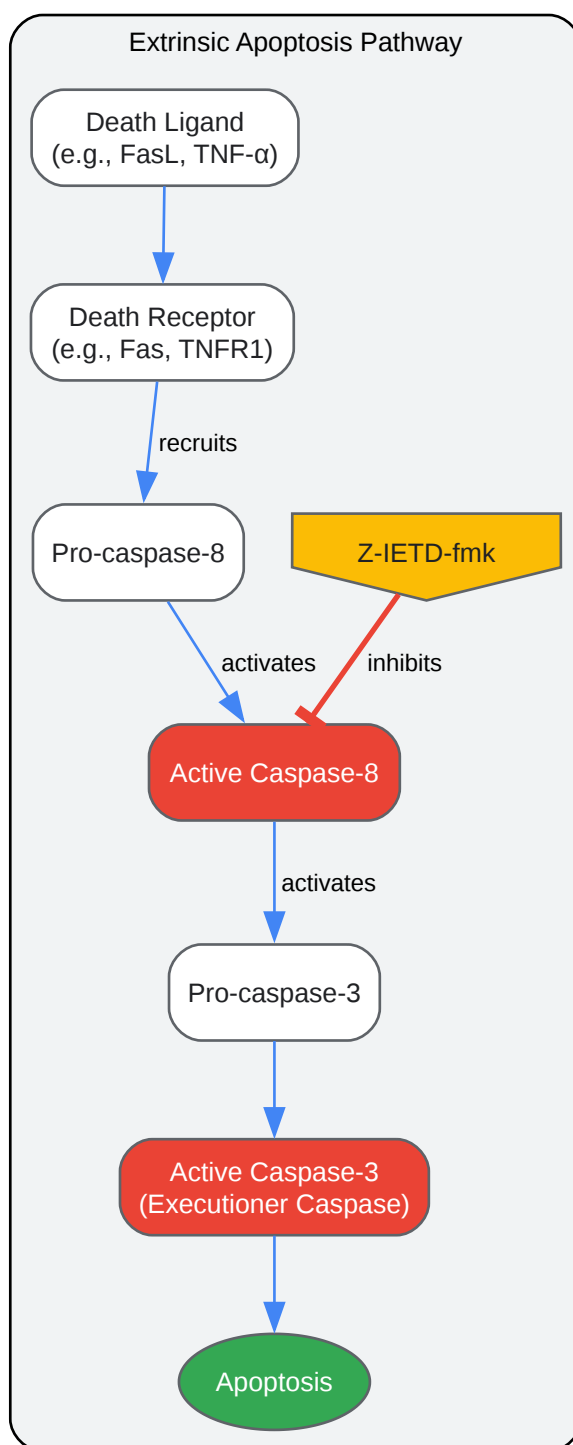 Extrinsic Apoptosis Pathway
Death Ligand
(e.g., FasL, TNF-α)
Death Receptor
(e.g., Fas, TNFR1)
recruits
Pro-caspase-8
Z-IETD-fmk
activates
inhibits
Active Caspase-8
activates
Pro-caspase-3
Active Caspase-3
(Executioner Caspase)
Apoptosis